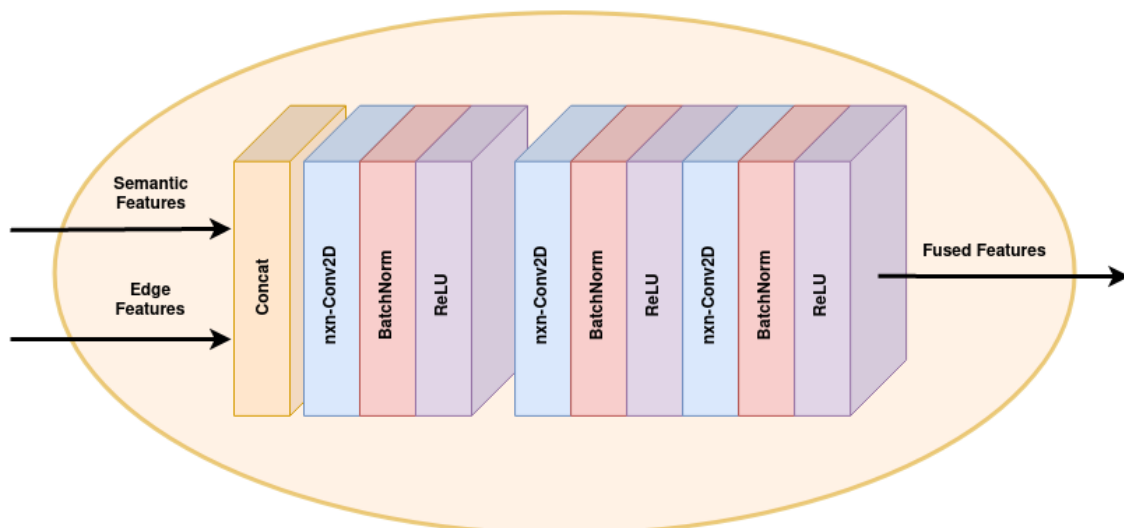 Semantic
Features
Edge
Features
Concat
nxn-Conv2D
BatchNorm
ReLU
nxn-Conv2D
BatchNorm
ReLU
nxn-Conv2D
BatchNorm
ReLU
Fused Features